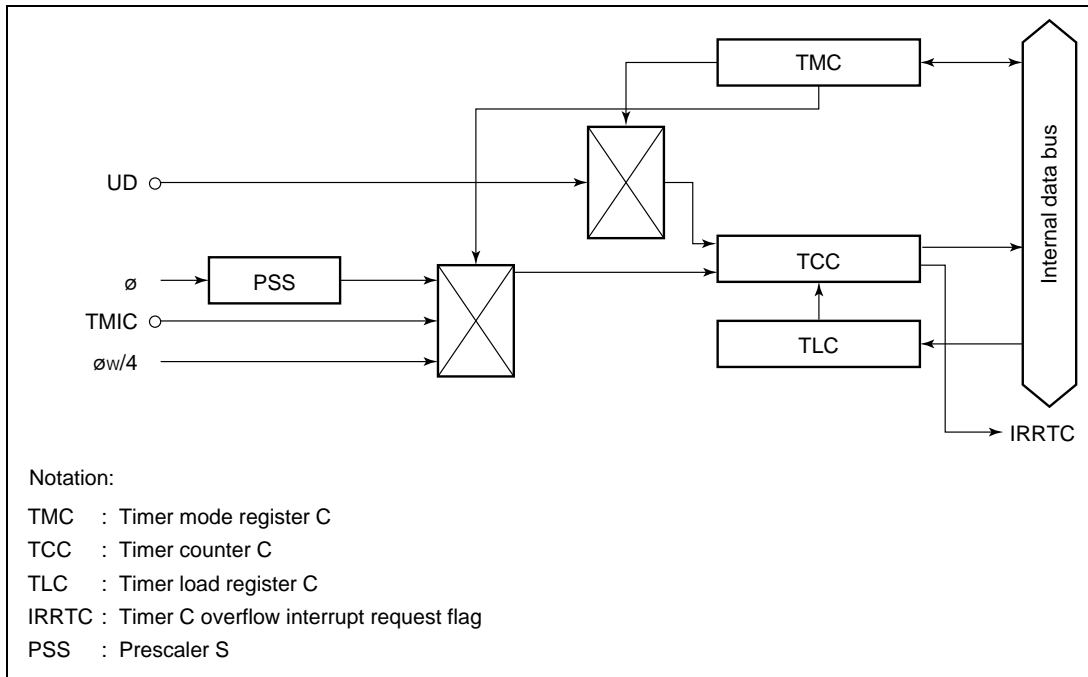 TMC
UD
Internal data bus
TCC
ø
PSS
TMIC
TLC
øw/4
IRRTC
Notation:
TMC : Timer mode register C
TCC : Timer counter C
TLC : Timer load register C
IRRTC : Timer C overflow interrupt request flag
PSS : Prescaler S